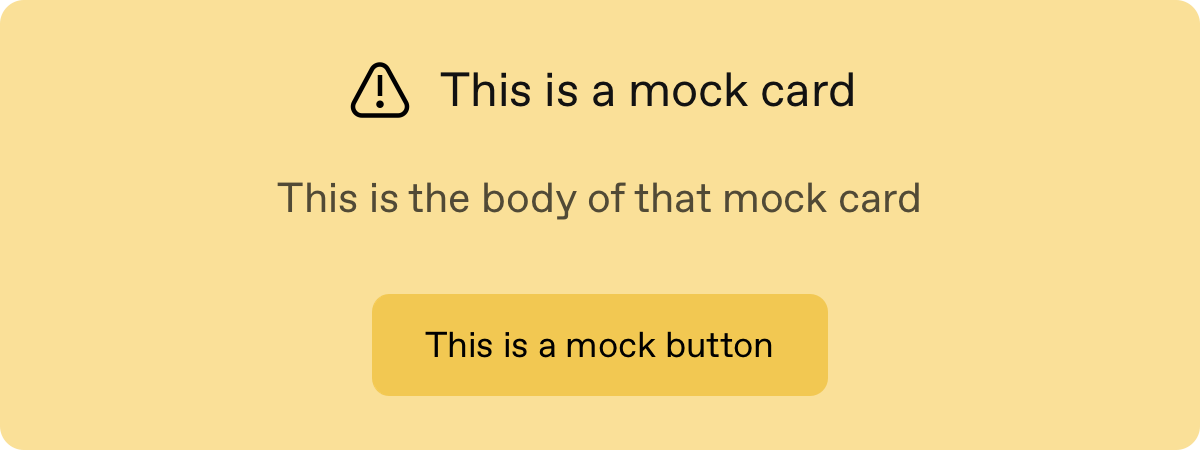 This is a mock card
This is the body of that mock card
This is a mock button